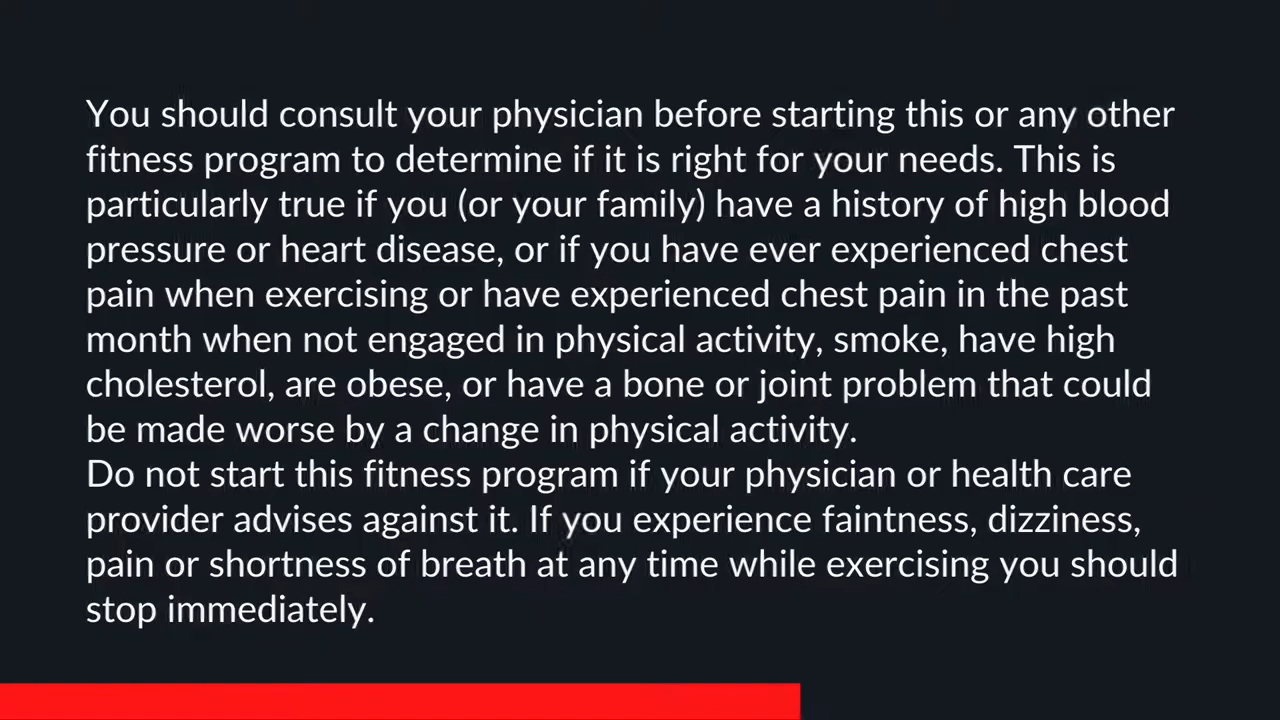 You should consult your physician before starting this or any other
fitness program to determine if it is right for your needs. This is
particularly true if you (or your family) have a history of high blood
pressure or heart disease, or if you have ever experienced chest
pain when exercising or have experienced chest pain in the past
month when not engaged in physical activity, smoke, have high
cholesterol, are obese, or have a bone or joint problem that could
be made worse by a change in physical activity.
Do not start this fitness program if your physician or health care
provider advises against it. If you experience faintness, dizziness,
pain or shortness of breath at any time while exercising you should
stop immediately.